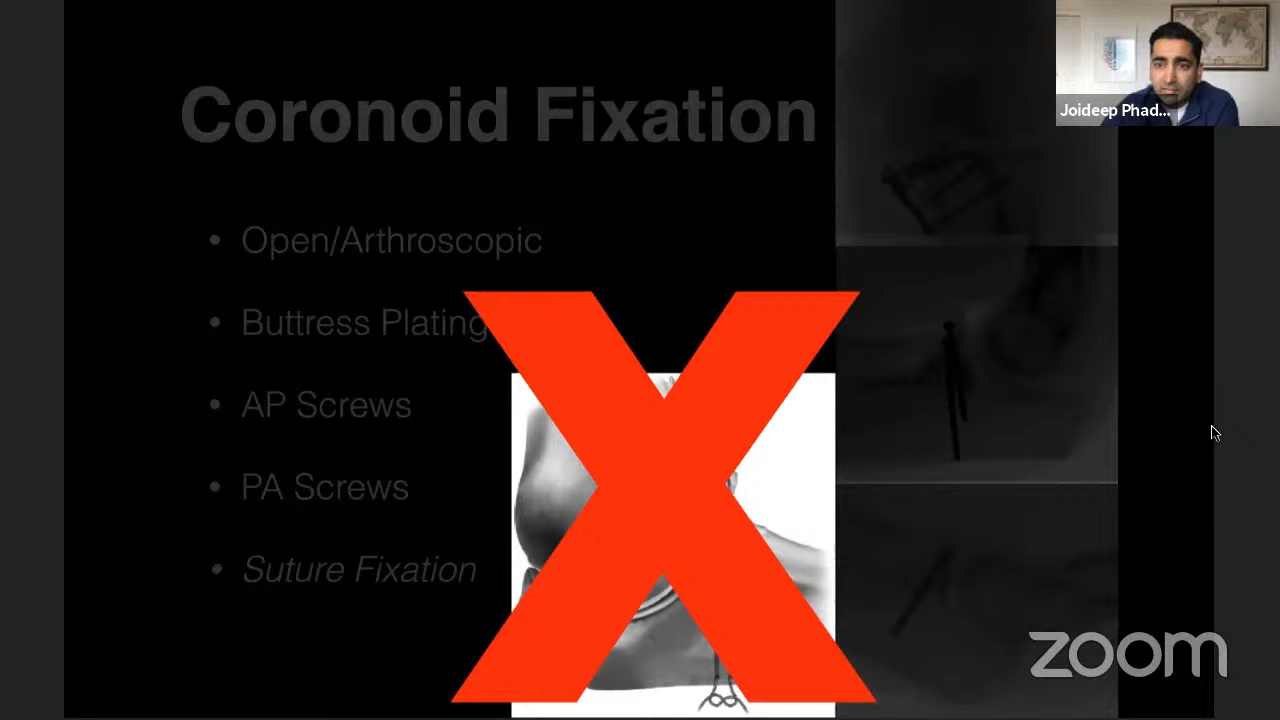 Coronoid Fixation
Joideep Phad...
• Open/Arthroscopic
• Buttress Plating
• AP Screws
• PA Screws
• Suture Fixation
X
zoom